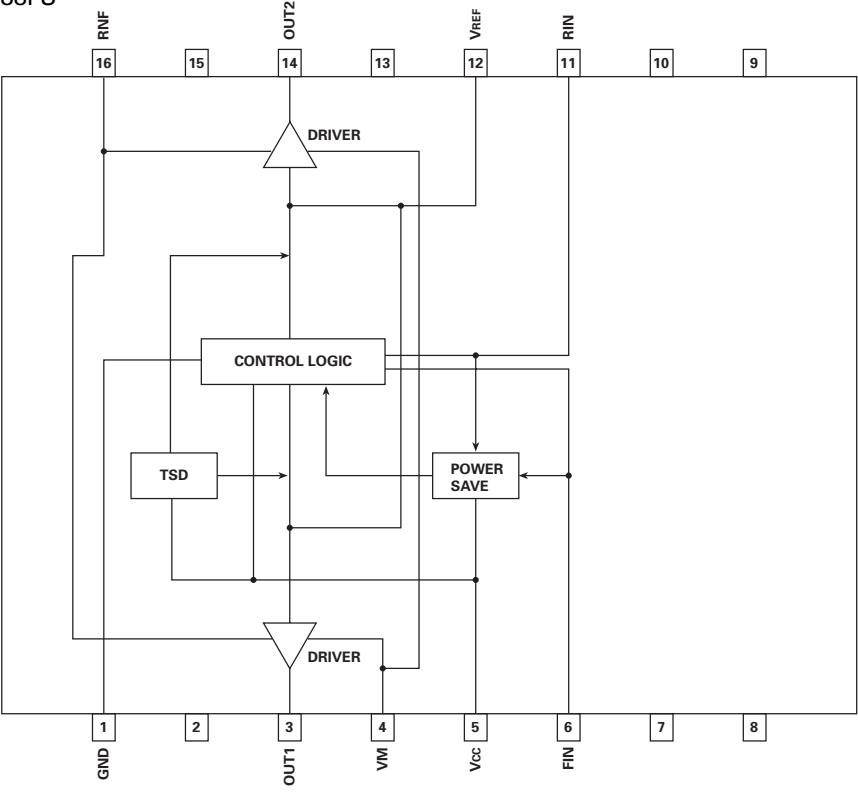 RNF
OUT2
VREF
RIN
16
15
14
13
12
11
10
9
DRIVER
CONTROL LOGIC
TSD
POWER
SAVE
DRIVER
1
2
3
4
5
6
7
8
GND
OUT1
VM
Vcc
FIN